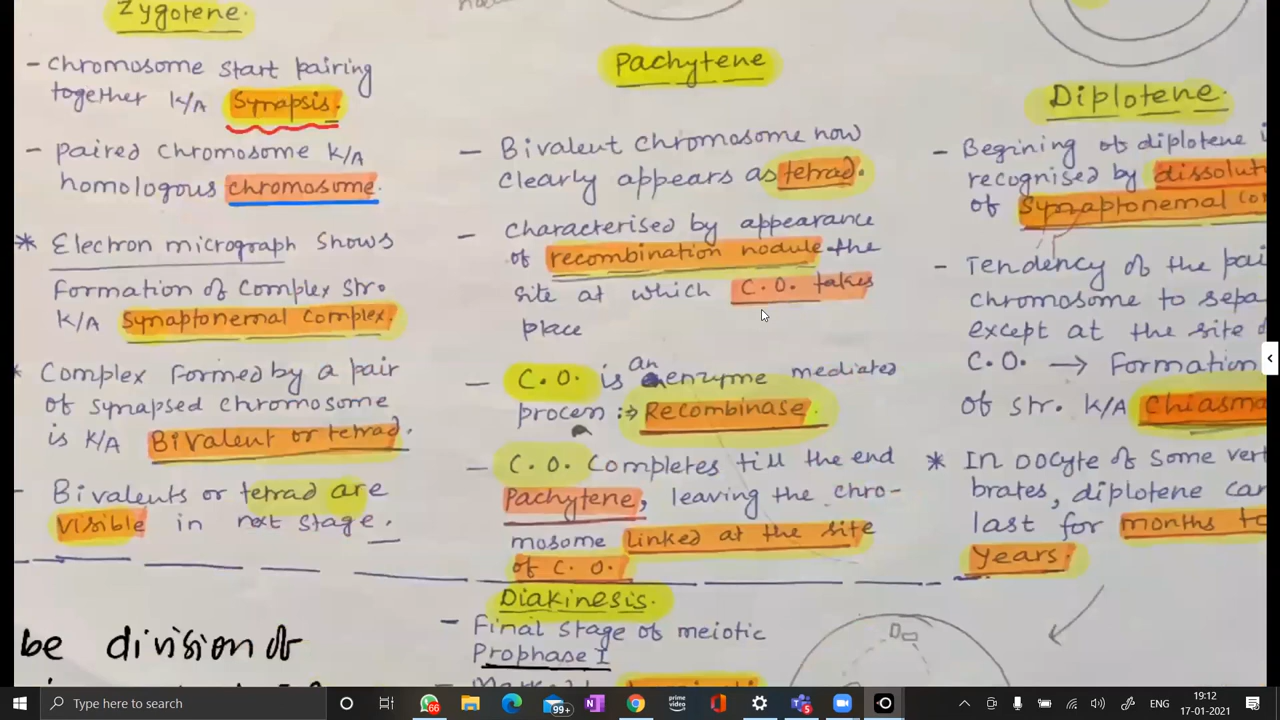 Zygotene.
- Chromosome start pairing
together K/A Synapsis.
- Paired chromosome K/A
homologous chromosome.
* Electron micrograph shows
Formation of Complex str.
K/A Synaptonemal Complex.
* Complex Formed by a pair
of synapsed chromosome
is K/A Bivalent or tetrad.
- Bivalents or tetrad are
visible in next stage.
be division of
Pachytene
- Bivalent chromosome now
clearly appears as tetrad.
- characterised by appearance
of recombination nodule the
site at which C.O. takes
place
- C.O. is an enzyme mediated
process :→ Recombinase.
- C.O. Completes till the end
Pachytene, leaving the chro-
mosome linked at the site
of C.O.
Diakinesis.
- Final stage of meiotic
Prophase I
- Marked
Diplotene.
- Begining of diplotene i
recognised by dissolut
of Synaptonemal Co
- Tendency of the pai
chromosome to sepa
except at the site o
C.O. → Formation
of str. K/A Chiasma
* In oocyte of some vert
brates, diplotene can
last for months to
years.
Type here to search
66
99+
prime video
19:12
17-01-2021